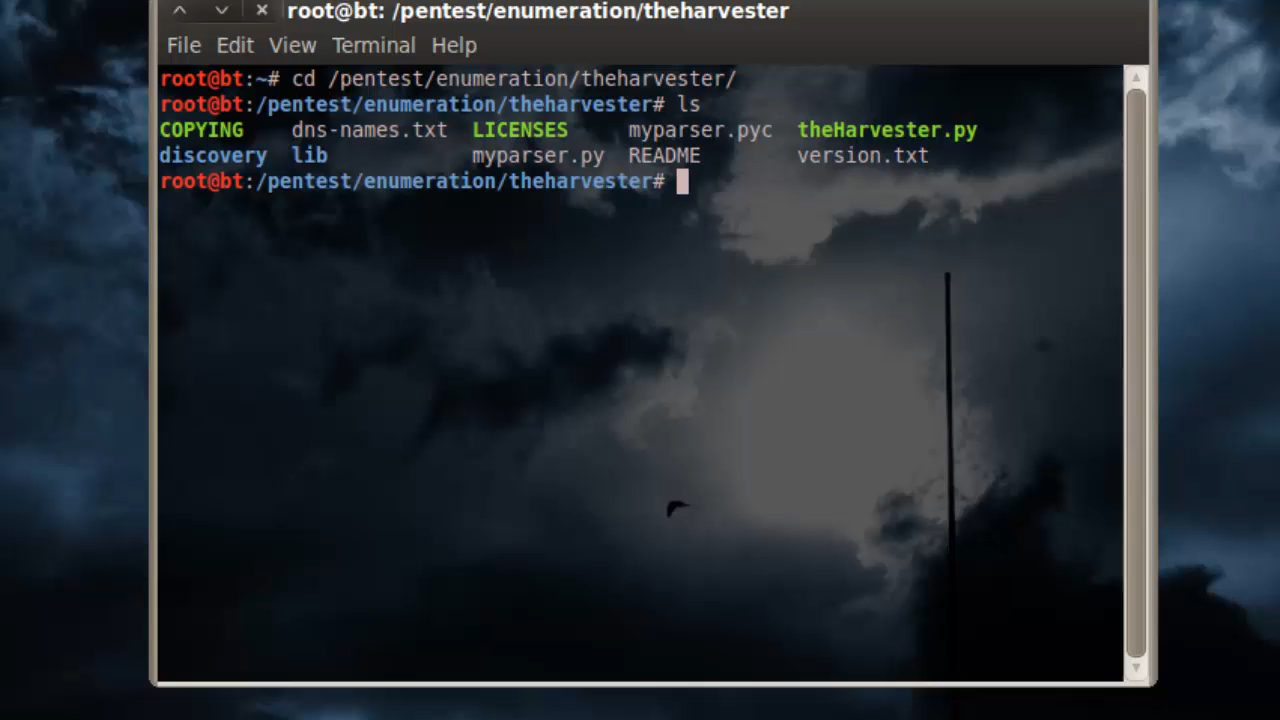 root@bt: /pentest/enumeration/theharvester
File Edit View Terminal Help
root@bt:~# cd /pentest/enumeration/theharvester/
root@bt:/pentest/enumeration/theharvester# ls
COPYING dns-names.txt LICENSES myparser.pyc theHarvester.py
discovery lib myparser.py README version.txt
root@bt:/pentest/enumeration/theharvester#